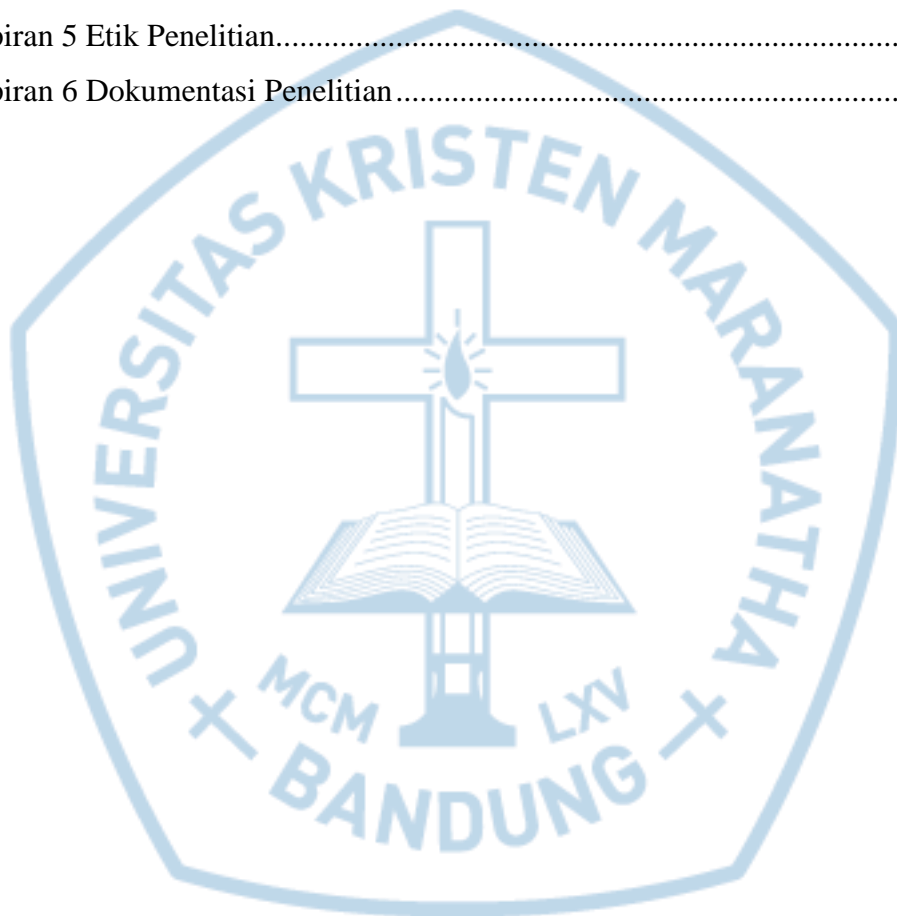 piran 5 Etik Penelitian.....................................................................................
piran 6 Dokumentasi Penelitian......................................................................
UNIVERSITAS KRISTEN MARANATHA
MCM LXV
BANDUNG